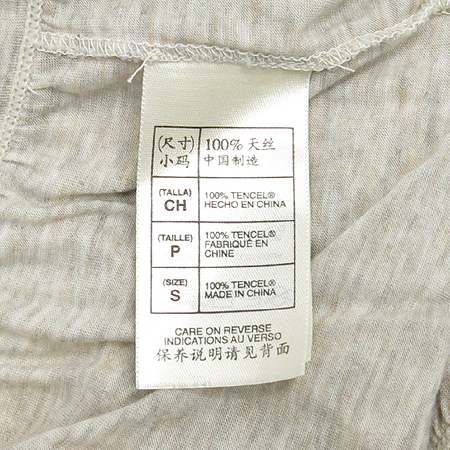 (尺寸) 100% 天丝
小码 中国制造
(TALLA) 100% TENCEL®
CH HECHO EN CHINA
(TAILLE) 100% TENCEL®
P FABRIQUÉ EN
CHINE
(SIZE) 100% TENCEL®
S MADE IN CHINA
CARE ON REVERSE
INDICATIONS AU VERSO
保养说明请见背面